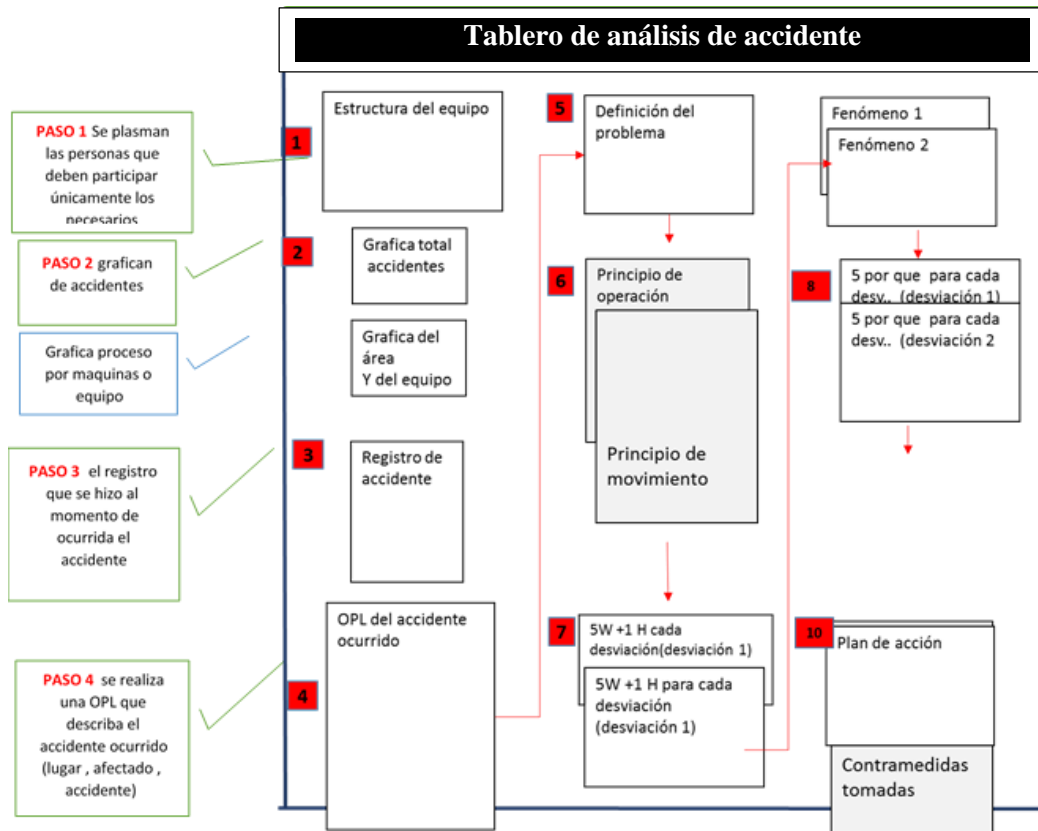 Tablero de análisis de accidente
PASO 1 Se plasman
las personas que
deben participar
únicamente los
necesarios
PASO 2 grafican
de accidentes
Grafica proceso
por maquinas o
equipo
PASO 3 el registro
que se hizo al
momento de
ocurrida el
accidente
PASO 4 se realiza
una OPL que
describa el
accidente ocurrido
(lugar , afectado ,
accidente)
1
Estructura del equipo
2
Grafica total
accidentes
Grafica del
área
Y del equipo
3
Registro de
accidente
4
OPL del accidente
ocurrido
5
Definición del
problema
6
Principio de
operación
Principio de
movimiento
7
5W +1 H cada
desviación(desviación 1)
5W +1 H para cada
desviación
(desviación 1)
Fenómeno 1
Fenómeno 2
8
5 por que para cada
desv.. (desviación 1)
5 por que para cada
desv.. (desviación 2
10
Plan de acción
Contramedidas
tomadas